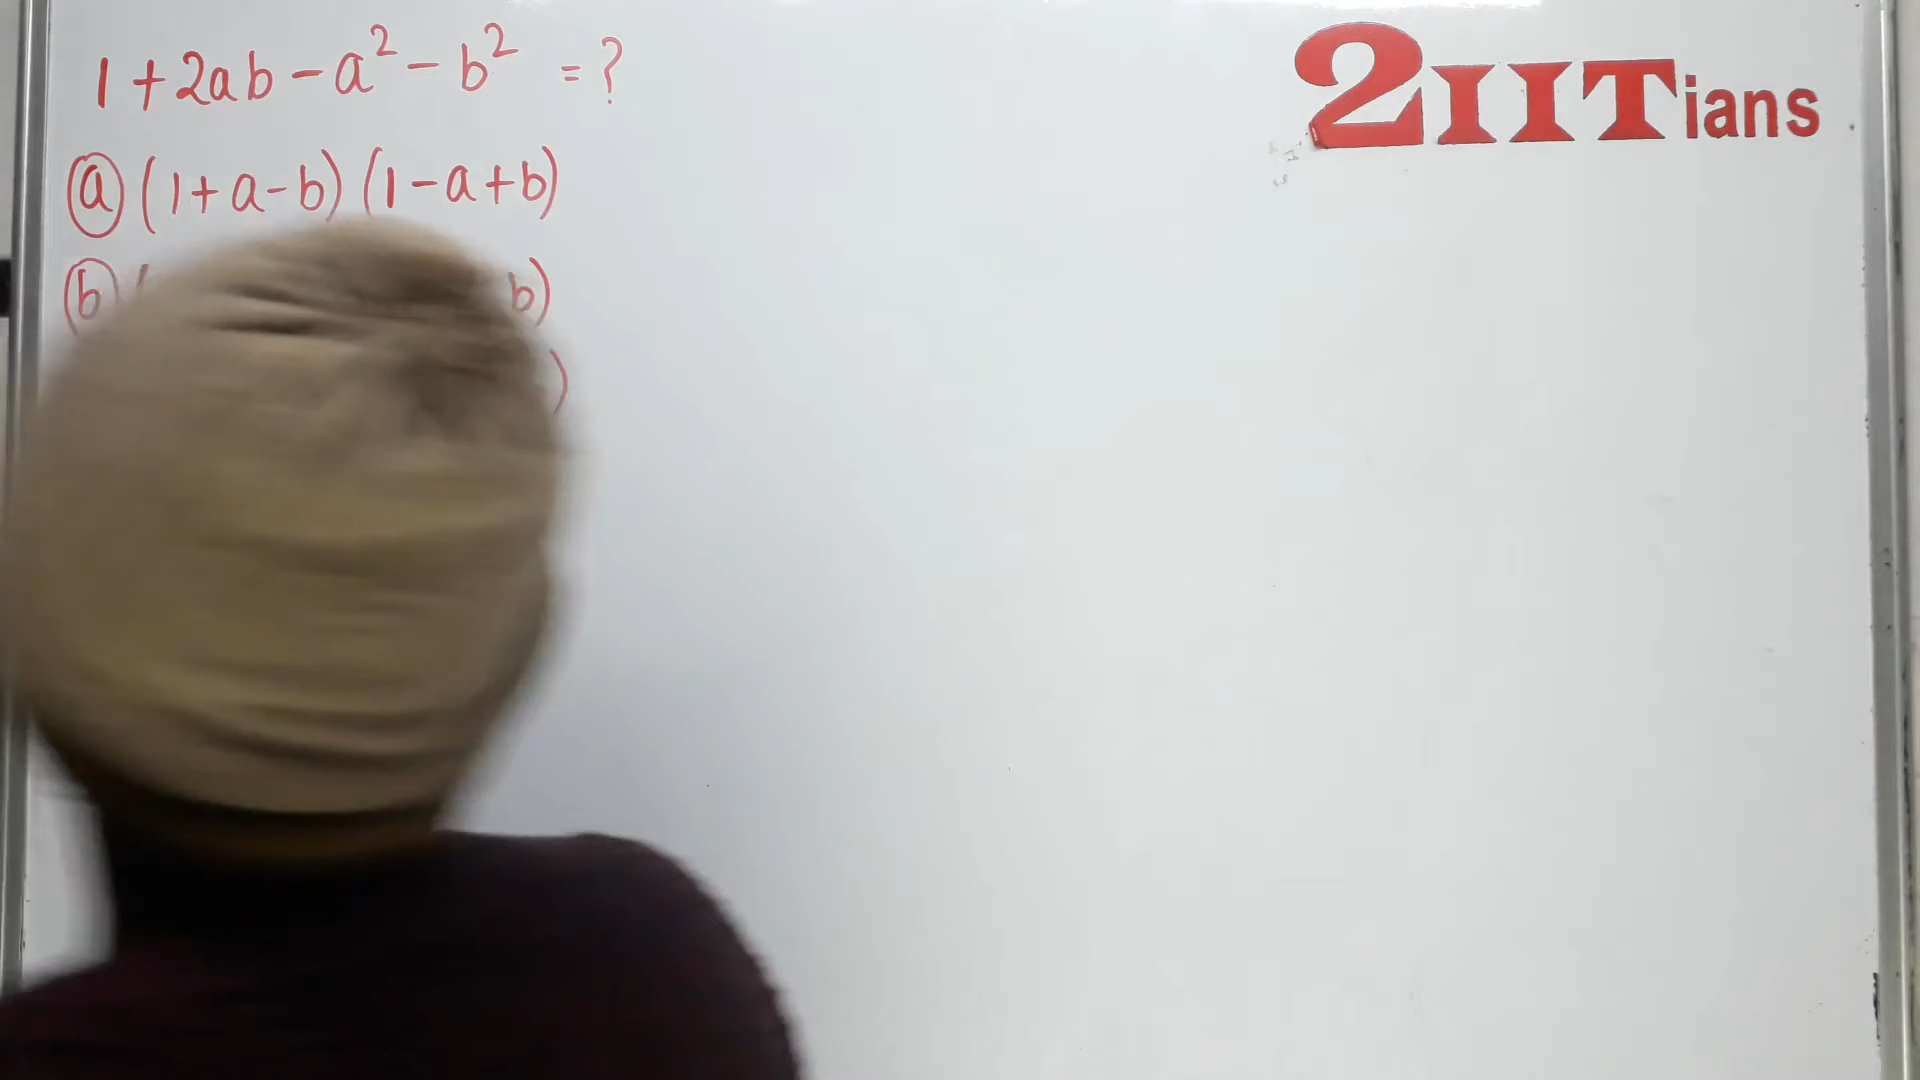 1 + 2ab - a² - b² = ?
2IITians
(a) (1 + a - b) (1 - a + b)
(b) ( b)
)